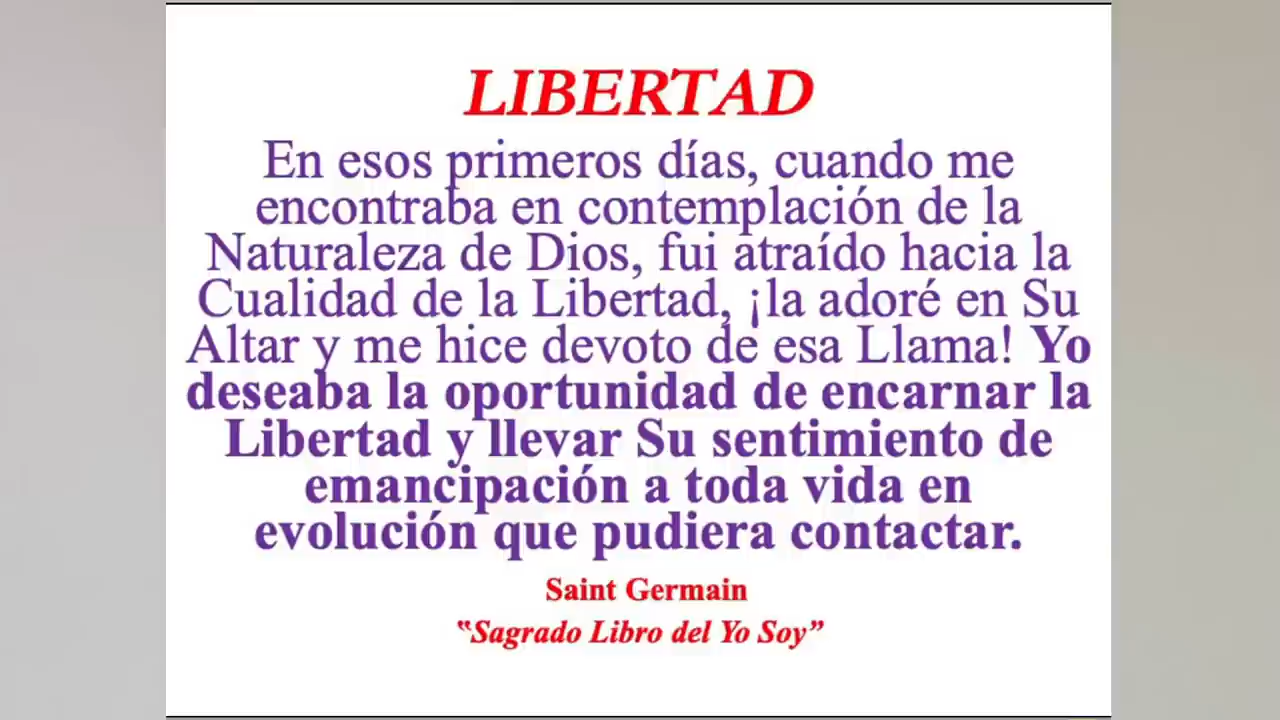 LIBERTAD
En esos primeros días, cuando me
encontraba en contemplación de la
Naturaleza de Dios, fui atraído hacia la
Cualidad de la Libertad, ¡la adoré en Su
Altar y me hice devoto de esa Llama! Yo
deseaba la oportunidad de encarnar la
Libertad y llevar Su sentimiento de
emancipación a toda vida en
evolución que pudiera contactar.
Saint Germain
"Sagrado Libro del Yo Soy”